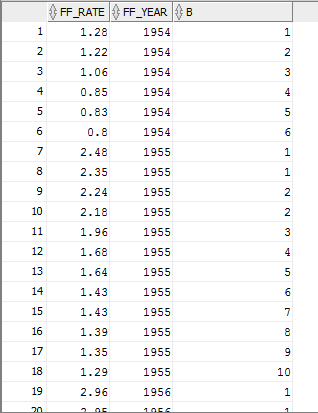 FF_RATE FF_YEAR B
1 1.28 1954 1
2 1.22 1954 2
3 1.06 1954 3
4 0.85 1954 4
5 0.83 1954 5
6 0.8 1954 6
7 2.48 1955 1
8 2.35 1955 1
9 2.24 1955 2
10 2.18 1955 2
11 1.96 1955 3
12 1.68 1955 4
13 1.64 1955 5
14 1.43 1955 6
15 1.43 1955 7
16 1.39 1955 8
17 1.35 1955 9
18 1.29 1955 10
19 2.96 1956 1
20 2.95 1956 1